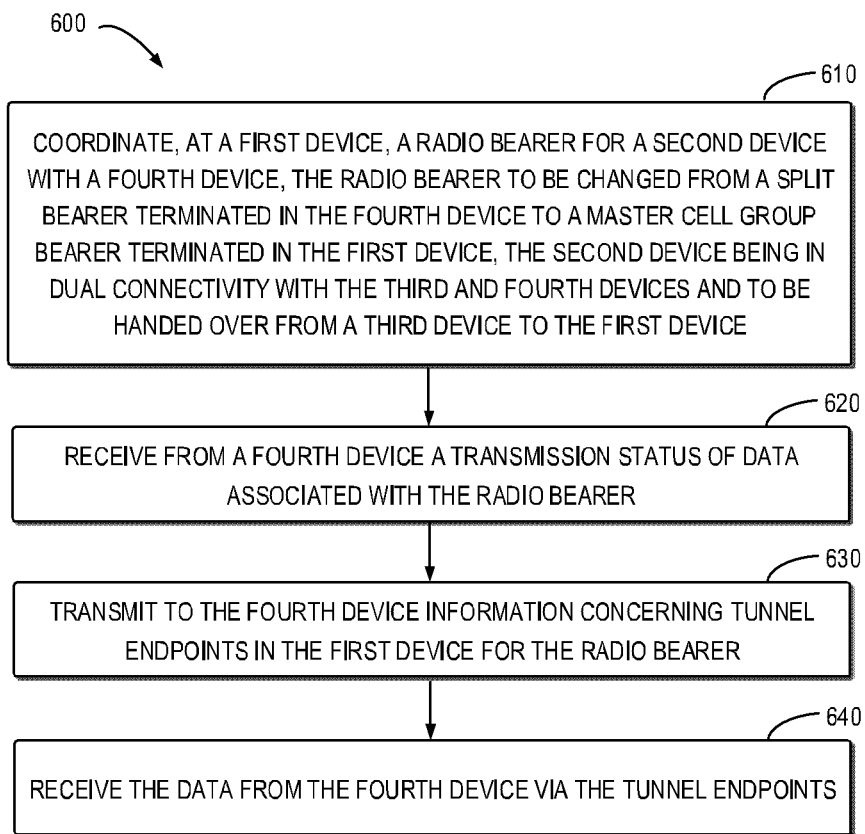 600
610
COORDINATE, AT A FIRST DEVICE, A RADIO BEARER FOR A SECOND DEVICE
WITH A FOURTH DEVICE, THE RADIO BEARER TO BE CHANGED FROM A SPLIT
BEARER TERMINATED IN THE FOURTH DEVICE TO A MASTER CELL GROUP
BEARER TERMINATED IN THE FIRST DEVICE, THE SECOND DEVICE BEING IN
DUAL CONNECTIVITY WITH THE THIRD AND FOURTH DEVICES AND TO BE
HANDED OVER FROM A THIRD DEVICE TO THE FIRST DEVICE
620
RECEIVE FROM A FOURTH DEVICE A TRANSMISSION STATUS OF DATA
ASSOCIATED WITH THE RADIO BEARER
630
TRANSMIT TO THE FOURTH DEVICE INFORMATION CONCERNING TUNNEL
ENDPOINTS IN THE FIRST DEVICE FOR THE RADIO BEARER
640
RECEIVE THE DATA FROM THE FOURTH DEVICE VIA THE TUNNEL ENDPOINTS